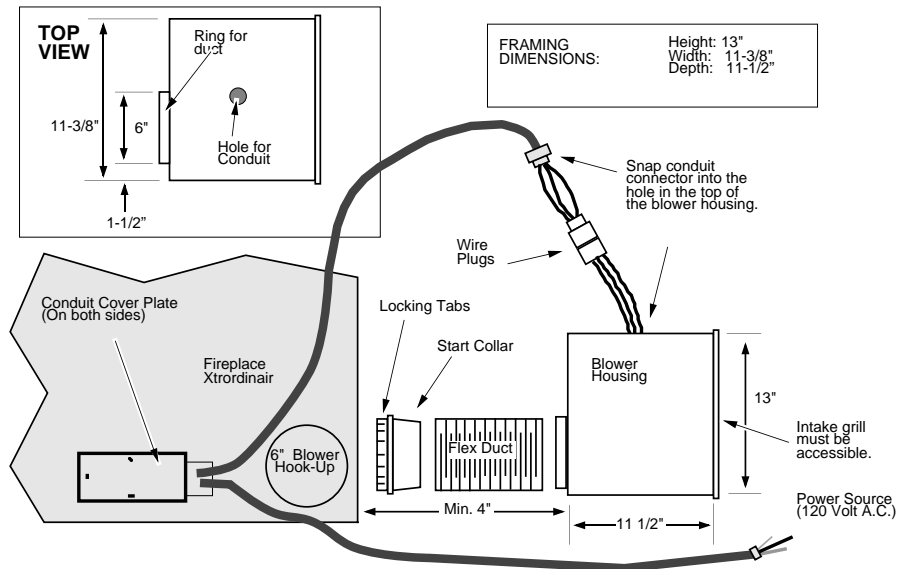 TOP
VIEW
Ring for
duct
11-3/8"
6"
Hole for
Conduit
1-1/2"
FRAMING
DIMENSIONS:
Height: 13"
Width: 11-3/8"
Depth: 11-1/2"
Snap conduit
connector into the
hole in the top of
the blower housing.
Wire
Plugs
Conduit Cover Plate
(On both sides)
Locking Tabs
Start Collar
Fireplace
Xtrordinair
Blower
Housing
13"
Intake grill
must be
accessible.
6" Blower
Hook-Up
Flex Duct
Min. 4"
11 1/2"
Power Source
(120 Volt A.C.)